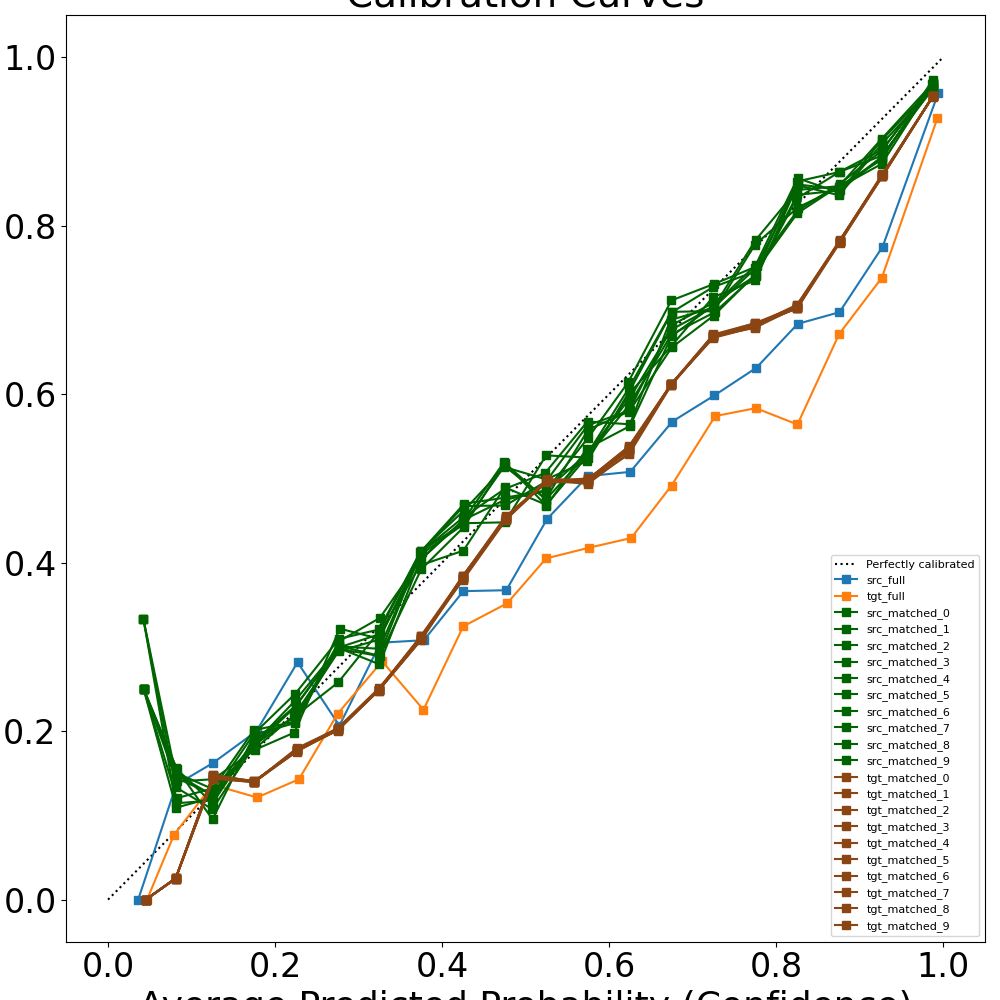 Calibration Curves
1.0
0.8
0.6
0.4
0.2
0.0
Perfectly calibrated
src_full
tgt_full
src_matched_0
src_matched_1
src_matched_2
src_matched_3
src_matched_4
src_matched_5
src_matched_6
src_matched_7
src_matched_8
src_matched_9
tgt_matched_0
tgt_matched_1
tgt_matched_2
tgt_matched_3
tgt_matched_4
tgt_matched_5
tgt_matched_6
tgt_matched_7
tgt_matched_8
tgt_matched_9
0.0 0.2 0.4 0.6 0.8 1.0
Average Predicted Probability (Confidence)